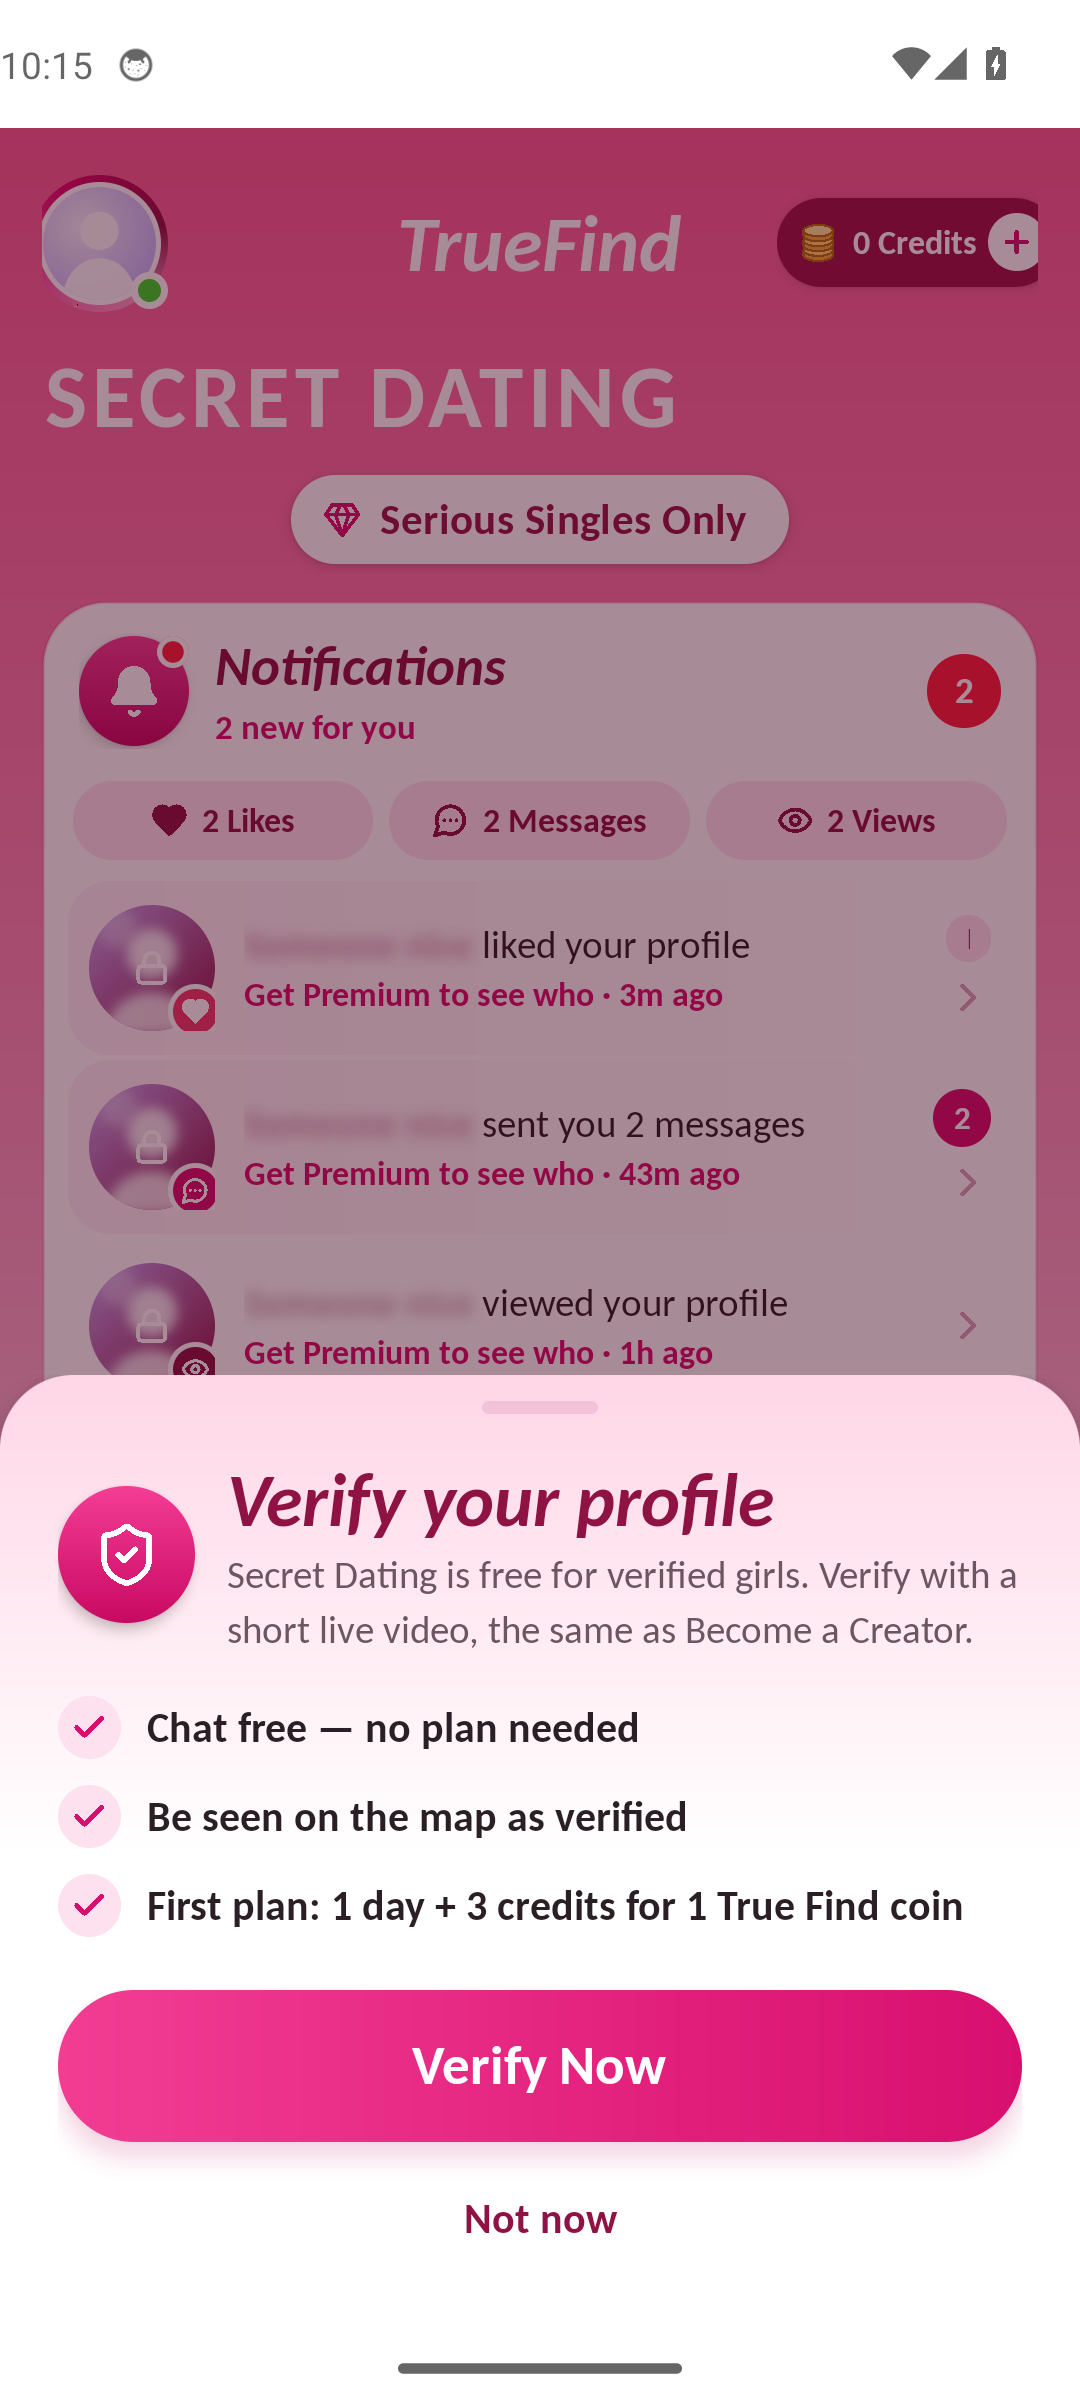 10:15
TrueFind
0 Credits
SECRET DATING
Serious Singles Only
Notifications
2 new for you
2
2 Likes
2 Messages
2 Views
liked your profile
Get Premium to see who · 3m ago
sent you 2 messages
Get Premium to see who · 43m ago
2
viewed your profile
Get Premium to see who · 1h ago
Verify your profile
Secret Dating is free for verified girls. Verify with a
short live video, the same as Become a Creator.
Chat free — no plan needed
Be seen on the map as verified
First plan: 1 day + 3 credits for 1 True Find coin
Verify Now
Not now